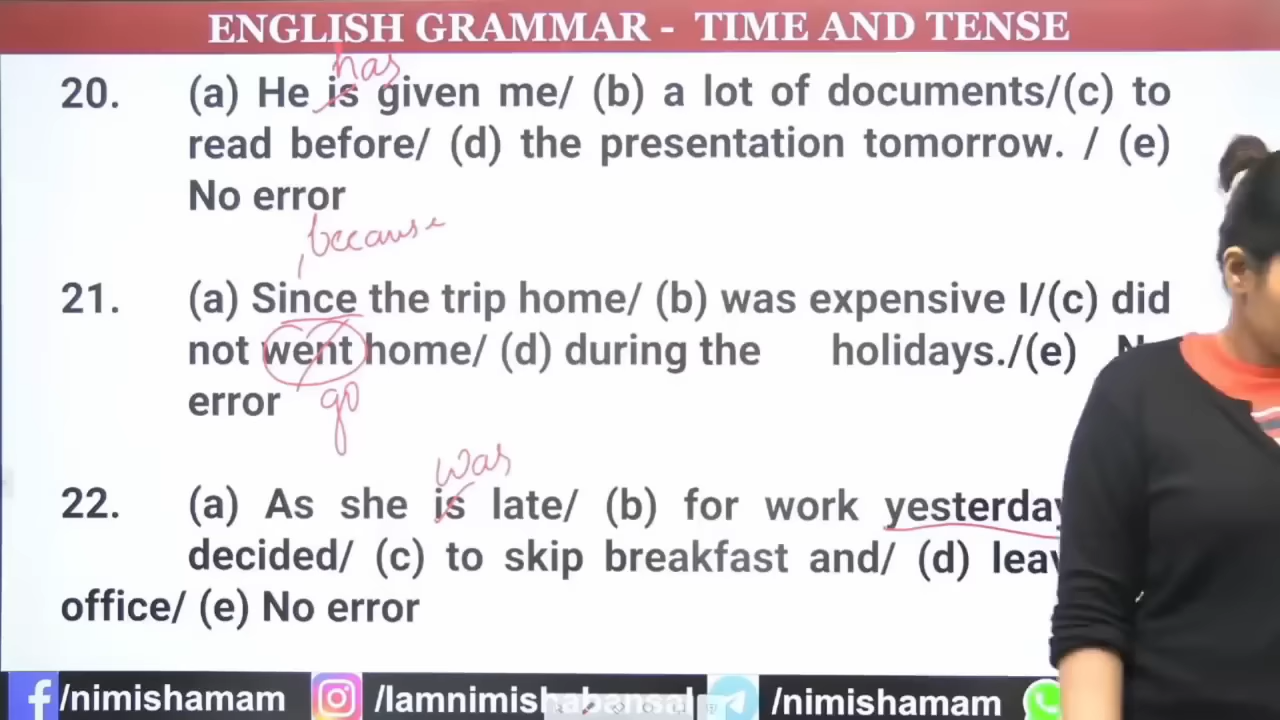 ENGLISH GRAMMAR - TIME AND TENSE
has
20. (a) He is given me/ (b) a lot of documents/(c) to
read before/ (d) the presentation tomorrow. / (e)
No error
because
21. (a) Since the trip home/ (b) was expensive I/(c) did
not went home/ (d) during the holidays./(e)
error go
was
22. (a) As she is late/ (b) for work yesterday
decided/ (c) to skip breakfast and/ (d)
office/ (e) No error
/nimishamam /Iamnimishabansal /nimishamam